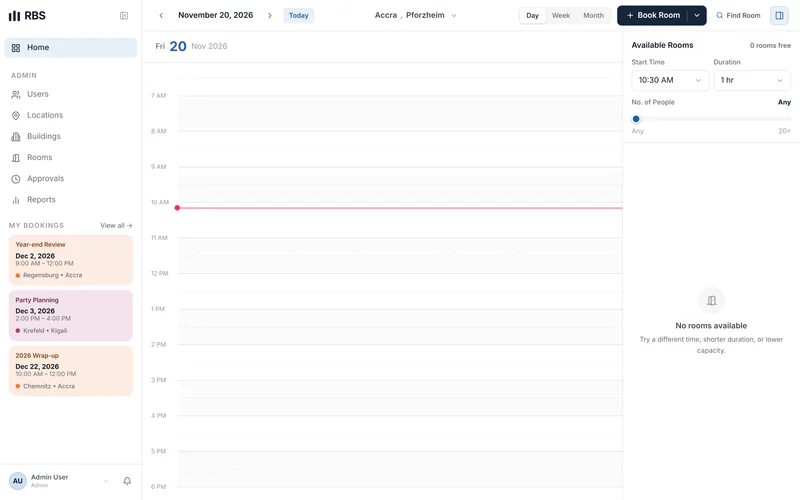 RBS
Home
ADMIN
Users
Locations
Buildings
Rooms
Approvals
Reports
MY BOOKINGS
View all →
Year-end Review
Dec 2, 2026
9:00 AM – 12:00 PM
Regensburg • Accra
Party Planning
Dec 3, 2026
2:00 PM – 4:00 PM
Krefeld • Kigali
2026 Wrap-up
Dec 22, 2026
10:00 AM – 12:00 PM
Chemnitz • Accra
AU
Admin User
Admin
November 20, 2026
Today
Accra , Pforzheim
Day
Week
Month
+ Book Room
Find Room
Fri 20 Nov 2026
7 AM
8 AM
9 AM
10 AM
11 AM
12 PM
1 PM
2 PM
3 PM
4 PM
5 PM
6 PM
Available Rooms
0 rooms free
Start Time
Duration
10:30 AM
1 hr
No. of People
Any
Any
20+
No rooms available
Try a different time, shorter duration, or lower
capacity.